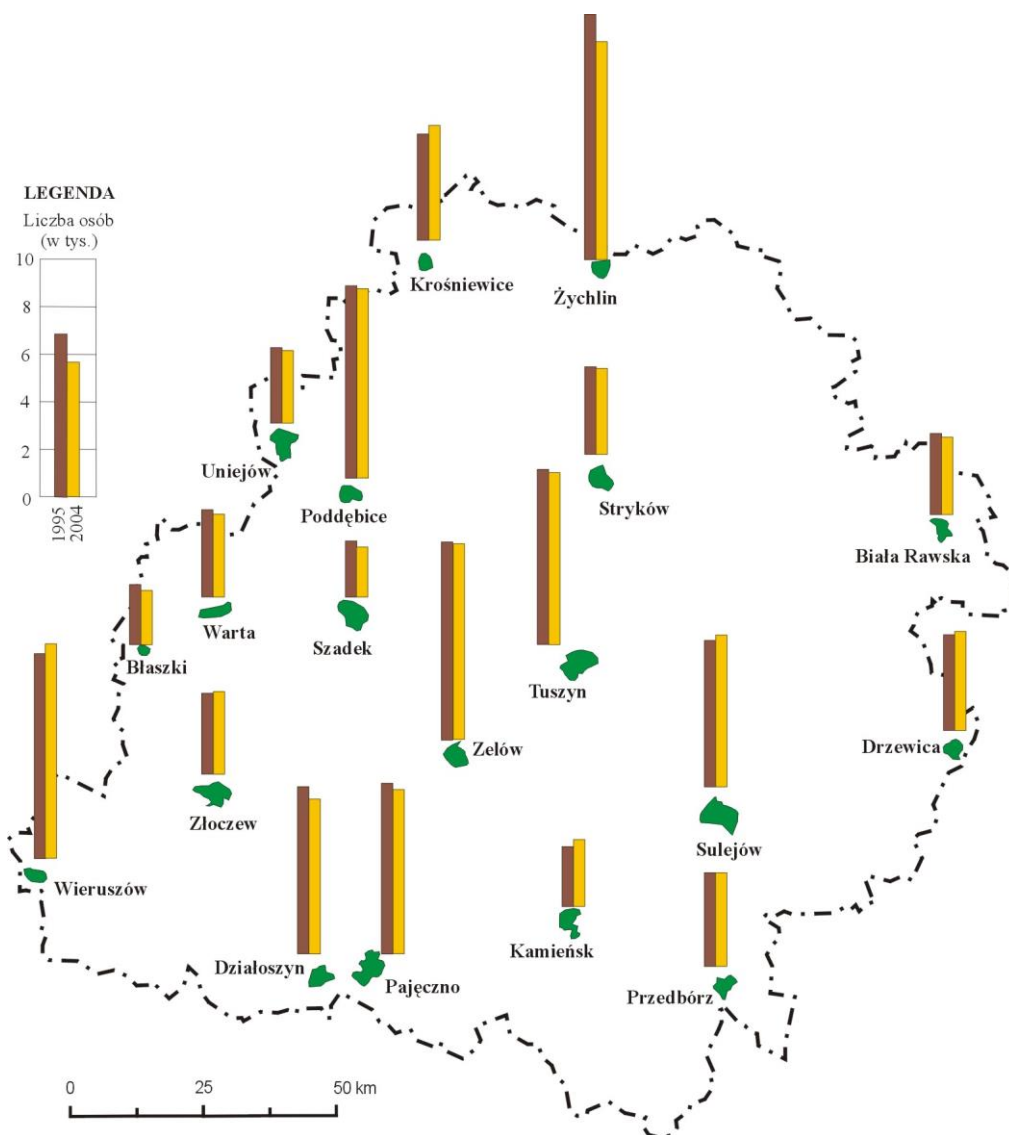 LEGENDA
Liczba osób
(w tys.)
10
8
6
4
2
0
1995
2004
Krośniewice
Żychlin
Uniejów
Poddębice
Stryków
Biała Rawska
Warta
Szadek
Błaszki
Tuszyn
Zelów
Drzewica
Złoczew
Sulejów
Wieruszów
Kamieńsk
Działoszyn
Pajęczno
Przedbórz
0 25 50 km